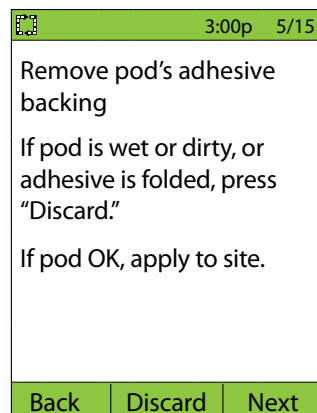 3:00p 5/15
Remove pod’s adhesive
backing
If pod is wet or dirty, or
adhesive is folded, press
“Discard.”
If pod OK, apply to site.
Back Discard Next